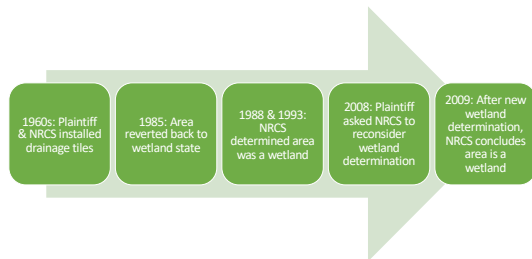 1960s: Plaintiff
& NRCS installed
drainage tiles
1985: Area
reverted back to
wetland state
1988 & 1993:
NRCS
determined area
was a wetland
2008: Plaintiff
asked NRCS to
reconsider
wetland
determination
2009: After new
wetland
determination,
NRCS concludes
area is a
wetland